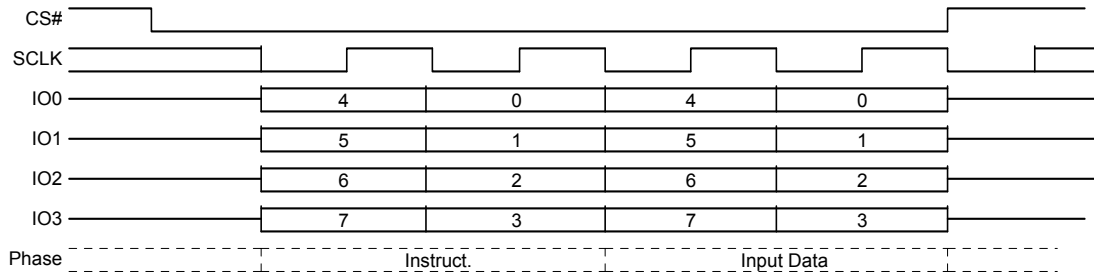 CS#
SCLK
IO0 4 0 4 0
IO1 5 1 5 1
IO2 6 2 6 2
IO3 7 3 7 3
Phase Instruct. Input Data